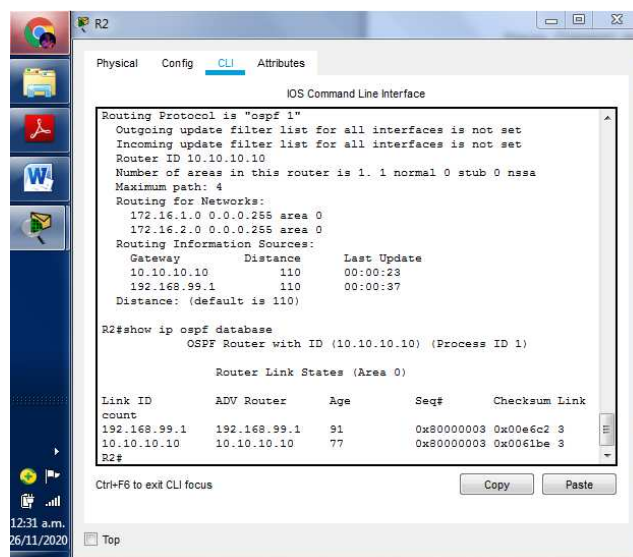 R2
Physical Config CLI Attributes
IOS Command Line Interface
Routing Protocol is "ospf 1"
Outgoing update filter list for all interfaces is not set
Incoming update filter list for all interfaces is not set
Router ID 10.10.10.10
Number of areas in this router is 1. 1 normal 0 stub 0 nssa
Maximum path: 4
Routing for Networks:
172.16.1.0 0.0.0.255 area 0
172.16.2.0 0.0.0.255 area 0
Routing Information Sources:
Gateway Distance Last Update
10.10.10.10 110 00:00:23
192.168.99.1 110 00:00:37
Distance: (default is 110)
R2#show ip ospf database
OSPF Router with ID (10.10.10.10) (Process ID 1)
Router Link States (Area 0)
Link ID ADV Router Age Seq# Checksum Link
count
192.168.99.1 192.168.99.1 91 0x80000003 0x00e6c2 3
10.10.10.10 10.10.10.10 77 0x80000003 0x0061be 3
R2#
Ctrl+F6 to exit CLI focus
Copy Paste
Top
12:31 a.m.
26/11/2020